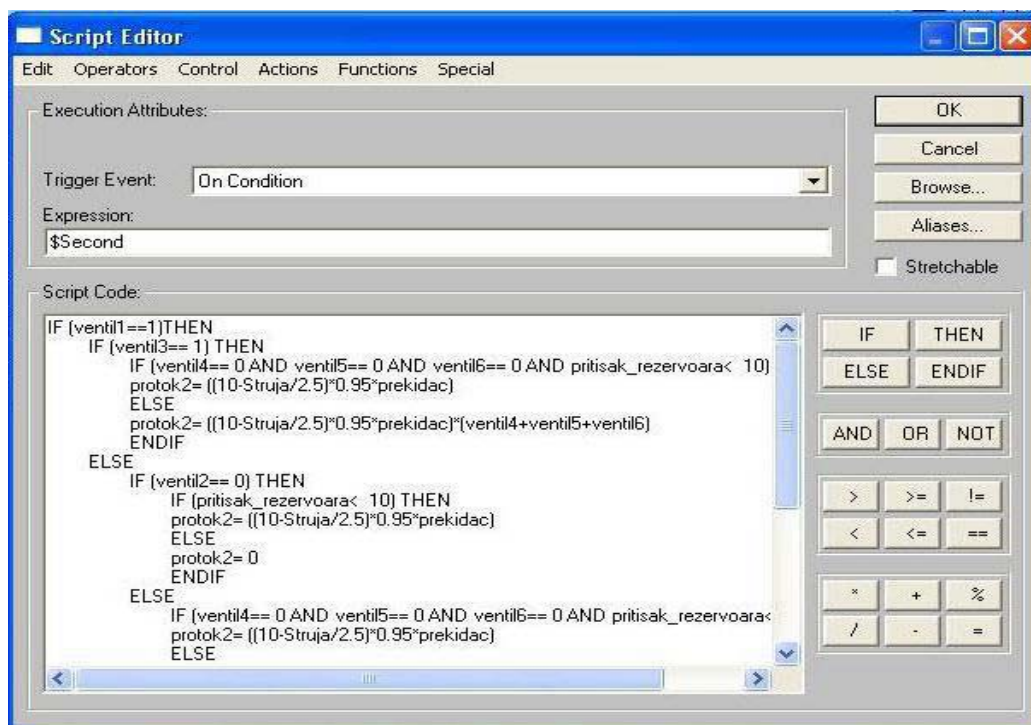 Script Editor
Edit Operators Control Actions Functions Special
Execution Attributes:
Trigger Event: On Condition
Expression:
$Second
OK
Cancel
Browse...
Aliases...
Stretchable
Script Code:
IF (ventil1==1)THEN
IF (ventil3== 1) THEN
IF (ventil4== 0 AND ventil5== 0 AND ventil6== 0 AND pritisak_rezervoara< 10)
protok2= ((10-Struja/2.5)*0.95*prekidac)
ELSE
protok2= ((10-Struja/2.5)*0.95*prekidac)*(ventil4+ventil5+ventil6)
ENDIF
ELSE
IF (ventil2== 0) THEN
IF (pritisak_rezervoara< 10) THEN
protok2= ((10-Struja/2.5)*0.95*prekidac)
ELSE
protok2= 0
ENDIF
ELSE
IF (ventil4== 0 AND ventil5== 0 AND ventil6== 0 AND pritisak_rezervoara<
protok2= ((10-Struja/2.5)*0.95*prekidac)
ELSE
IF THEN
ELSE ENDIF
AND OR NOT
> >= !=
< <= ==
* + %
/ - =